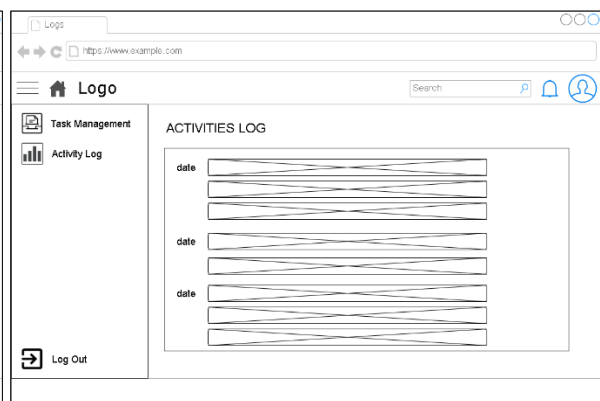 Logs
https://www.example.com
Logo
Search
Task Management
Activity Log
ACTIVITIES LOG
date
date
date
Log Out